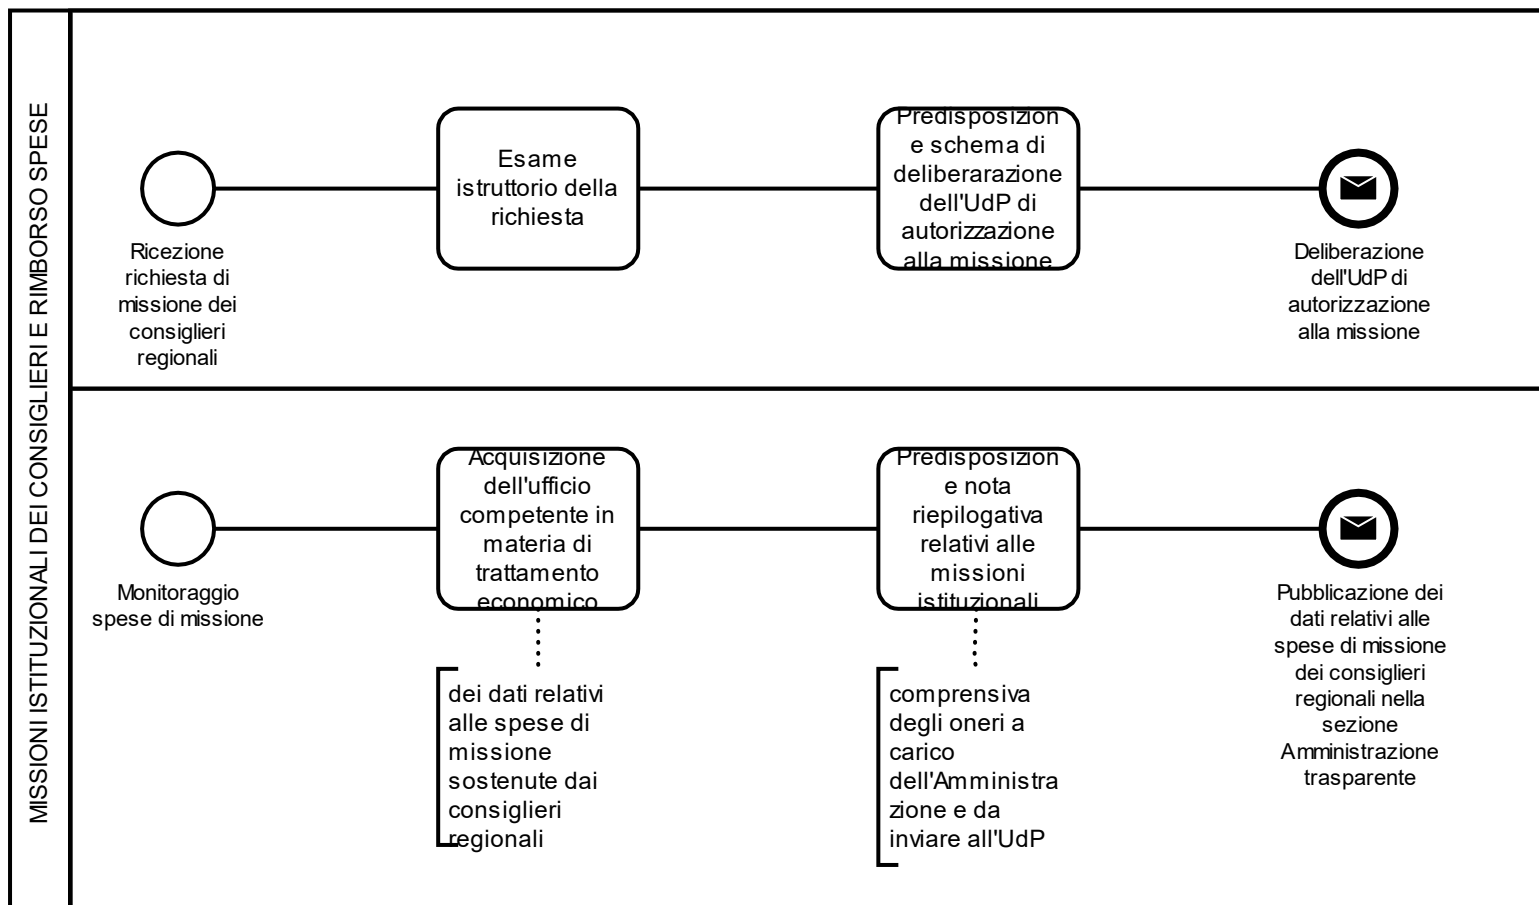 MISSIONI ISTITUZIONALI DEI CONSIGLIERI E RIMBORSO SPESE
Ricezione
richiesta di
missione dei
consiglieri
regionali
Esame
istruttorio della
richiesta
Predisposizion
e schema di
deliberarazione
dell'UdP di
autorizzazione
alla missione
Deliberazione
dell'UdP di
autorizzazione
alla missione
Monitoraggio
spese di missione
Acquisizione
dell'ufficio
competente in
materia di
trattamento
economico
dei dati relativi
alle spese di
missione
sostenute dai
consiglieri
regionali
Predisposizion
e nota
riepilogativa
relativi alle
missioni
istituzionali
comprensiva
degli oneri a
carico
dell'Amministra
zione e da
inviare all'UdP
Pubblicazione dei
dati relativi alle
spese di missione
dei consiglieri
regionali nella
sezione
Amministrazione
trasparente